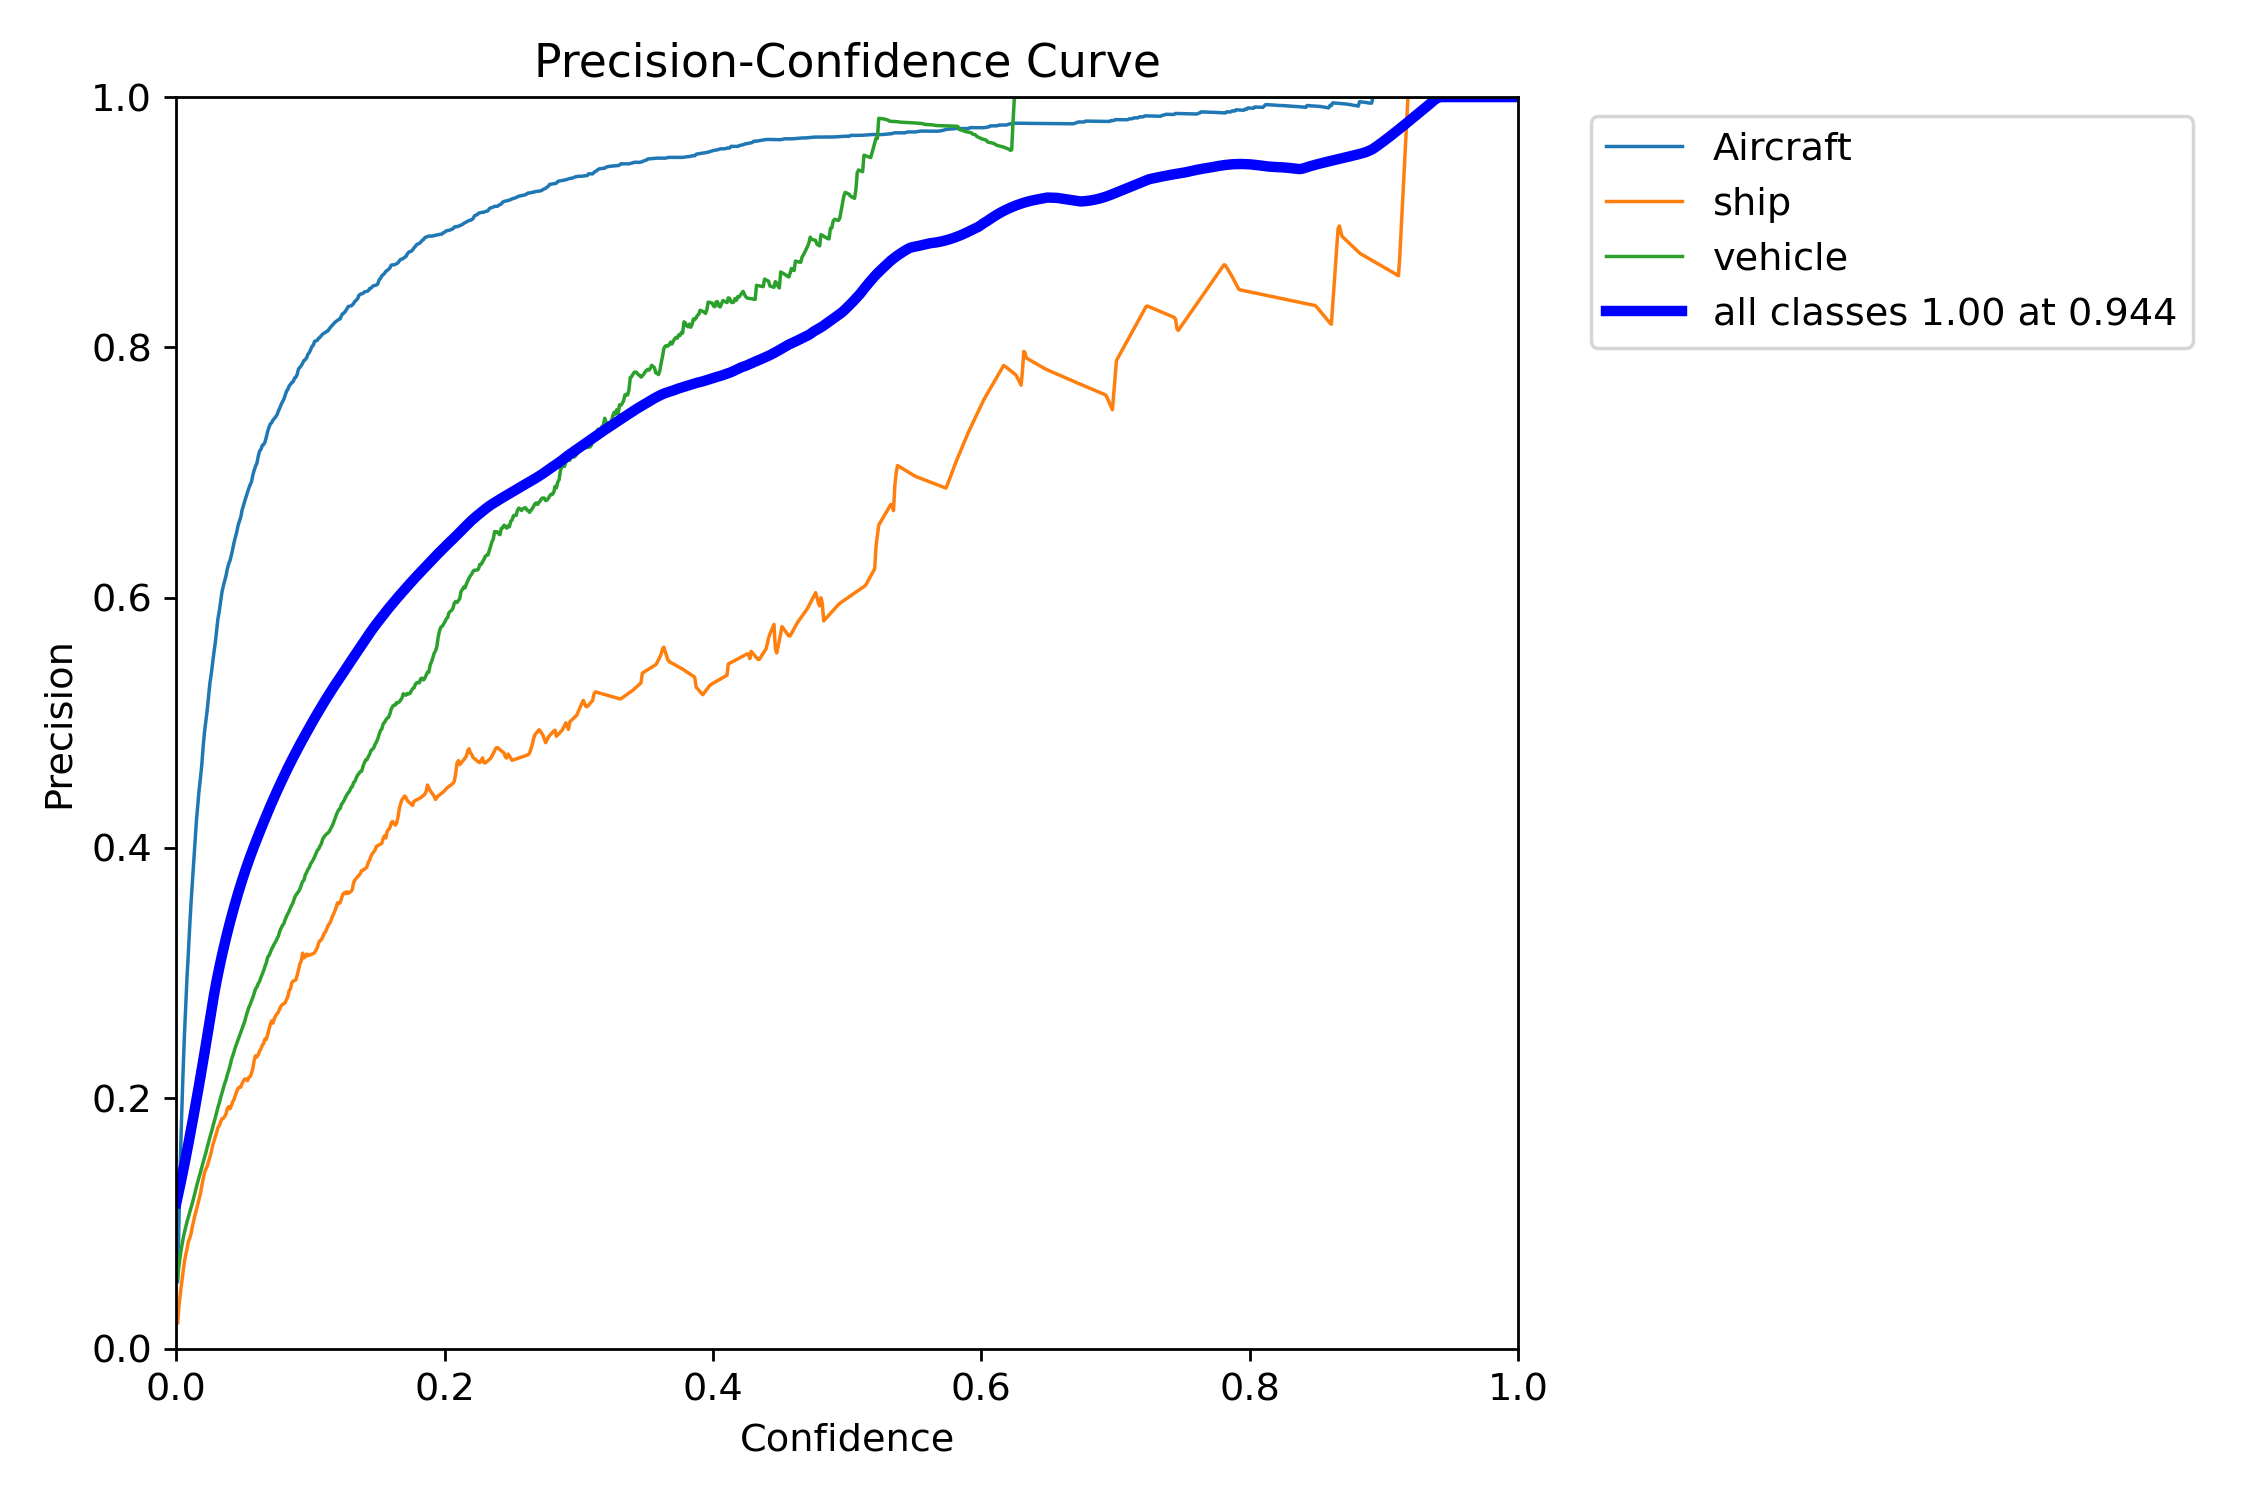 Precision-Confidence Curve
1.0
0.8
0.6
0.4
0.2
0.0
Precision
0.0 0.2 0.4 0.6 0.8 1.0
Confidence
Aircraft
ship
vehicle
all classes 1.00 at 0.944